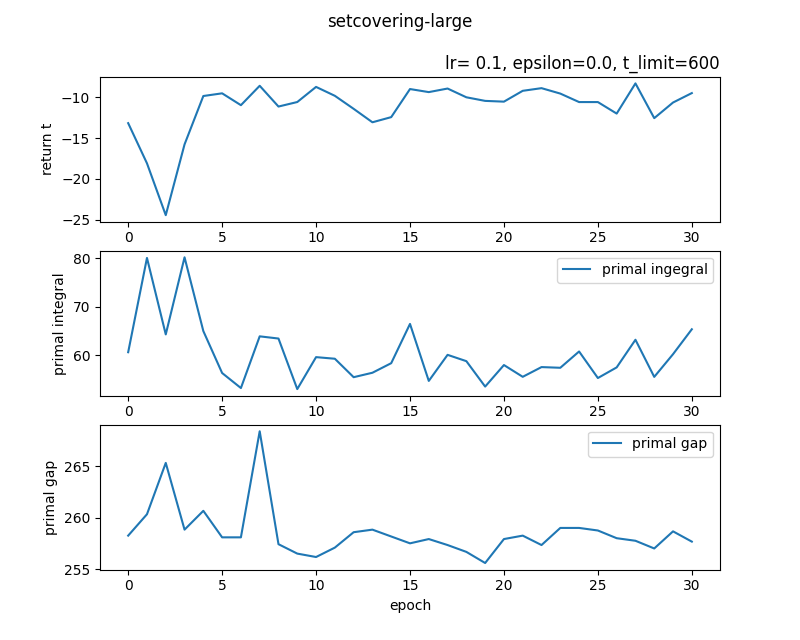 setcovering-large
lr= 0.1, epsilon=0.0, t_limit=600
return t
−10
−15
−20
−25
0 5 10 15 20 25 30
primal integral
80
70
60
primal ingegral
0 5 10 15 20 25 30
primal gap
265
260
255
primal gap
0 5 10 15 20 25 30
epoch